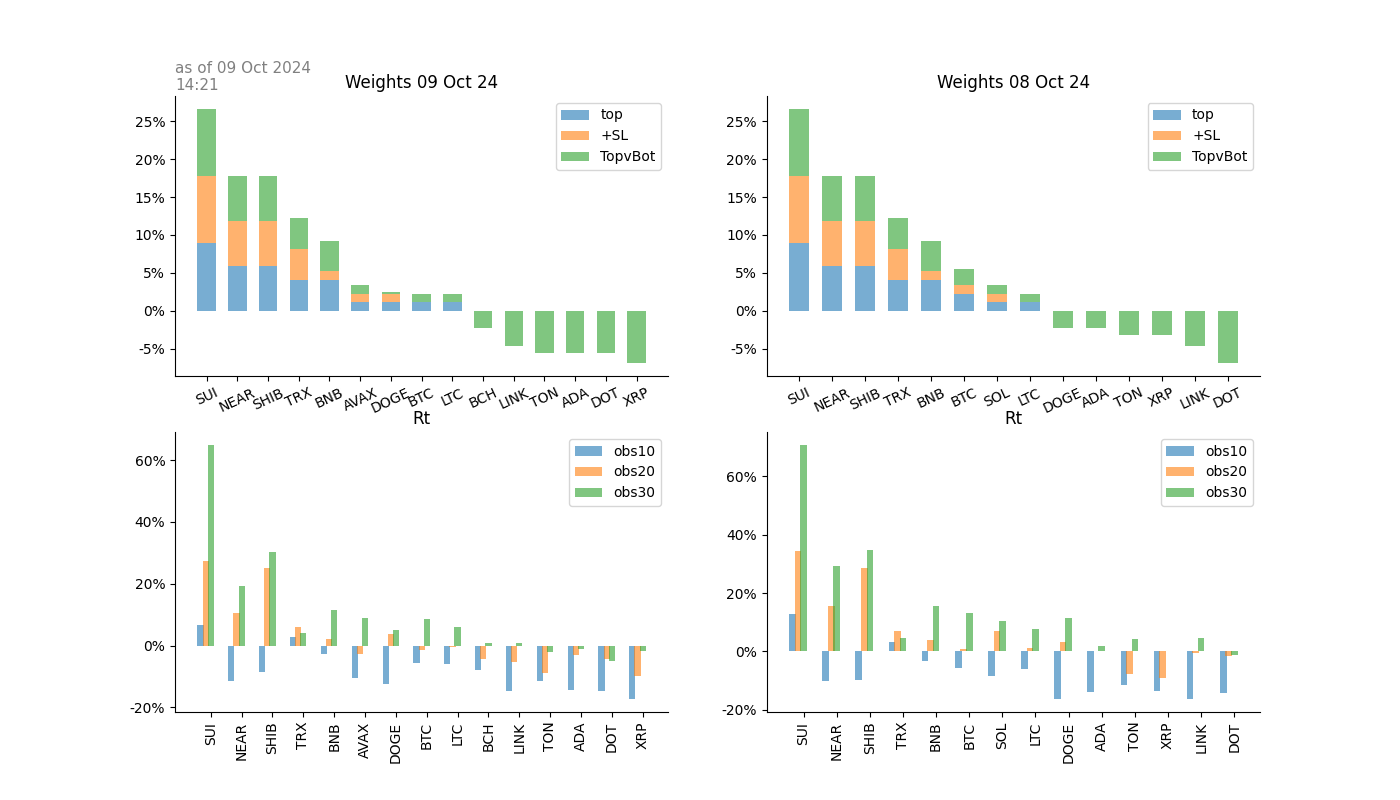 as of 09 Oct 2024
14:21
Weights 09 Oct 24
top
+SL
TopvBot
25%
20%
15%
10%
5%
0%
-5%
SUI NEAR SHIB TRX BNB AVAX DOGE BTC LTC BCH LINK TON ADA DOT XRP
Weights 08 Oct 24
top
+SL
TopvBot
25%
20%
15%
10%
5%
0%
-5%
SUI NEAR SHIB TRX BNB BTC SOL LTC DOGE ADA TON XRP LINK DOT
Rt
obs10
obs20
obs30
60%
40%
20%
0%
-20%
SUI NEAR SHIB TRX BNB AVAX DOGE BTC LTC BCH LINK TON ADA DOT XRP
Rt
obs10
obs20
obs30
60%
40%
20%
0%
-20%
SUI NEAR SHIB TRX BNB BTC SOL LTC DOGE ADA TON XRP LINK DOT